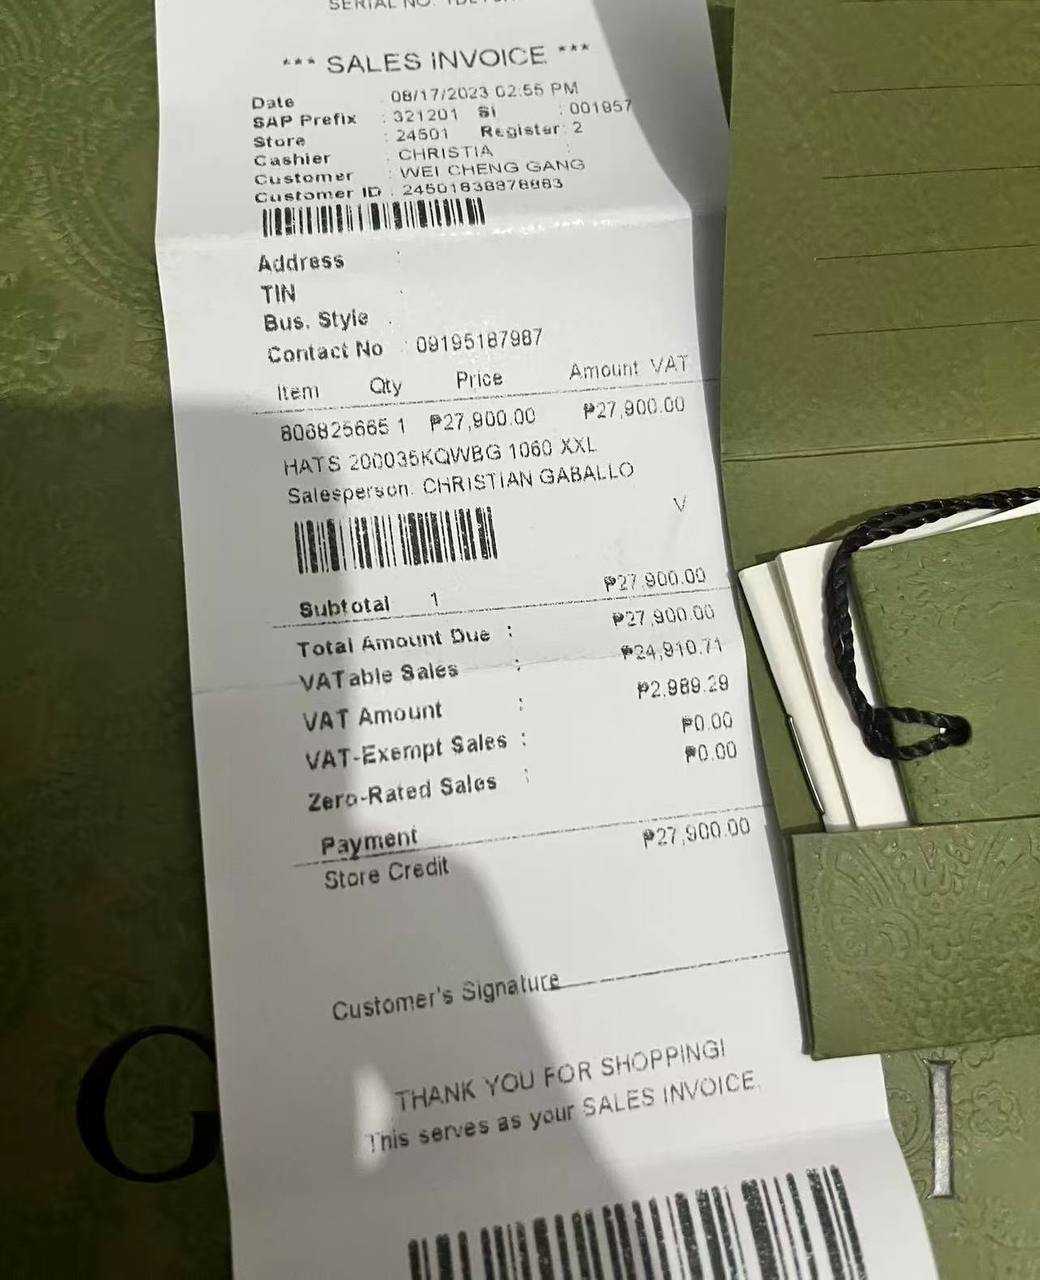 SERIAL NO.
*** SALES INVOICE ***
Date : 08/17/2023 02:55 PM
SAP Prefix : 321201 SI : 001957
Store : 24501 Register: 2
Cashier : CHRISTIA :
Customer : WEI CHENG GANG
Customer ID : 24501838978983
Address :
TIN :
Bus. Style :
Contact No : 09195187987
Item Qty Price Amount VAT
806825665 1 ₱27,900.00 ₱27,900.00
HATS 200035KQWBG 1060 XXL
Salesperson. CHRISTIAN GABALLO
V
Subtotal 1 ₱27,900.00
Total Amount Due : ₱27,900.00
VATable Sales : ₱24,910.71
VAT Amount : ₱2,989.29
VAT-Exempt Sales : ₱0.00
Zero-Rated Sales : ₱0.00
Payment
Store Credit ₱27,900.00
Customer's Signature
THANK YOU FOR SHOPPING!
This serves as your SALES INVOICE.
G I